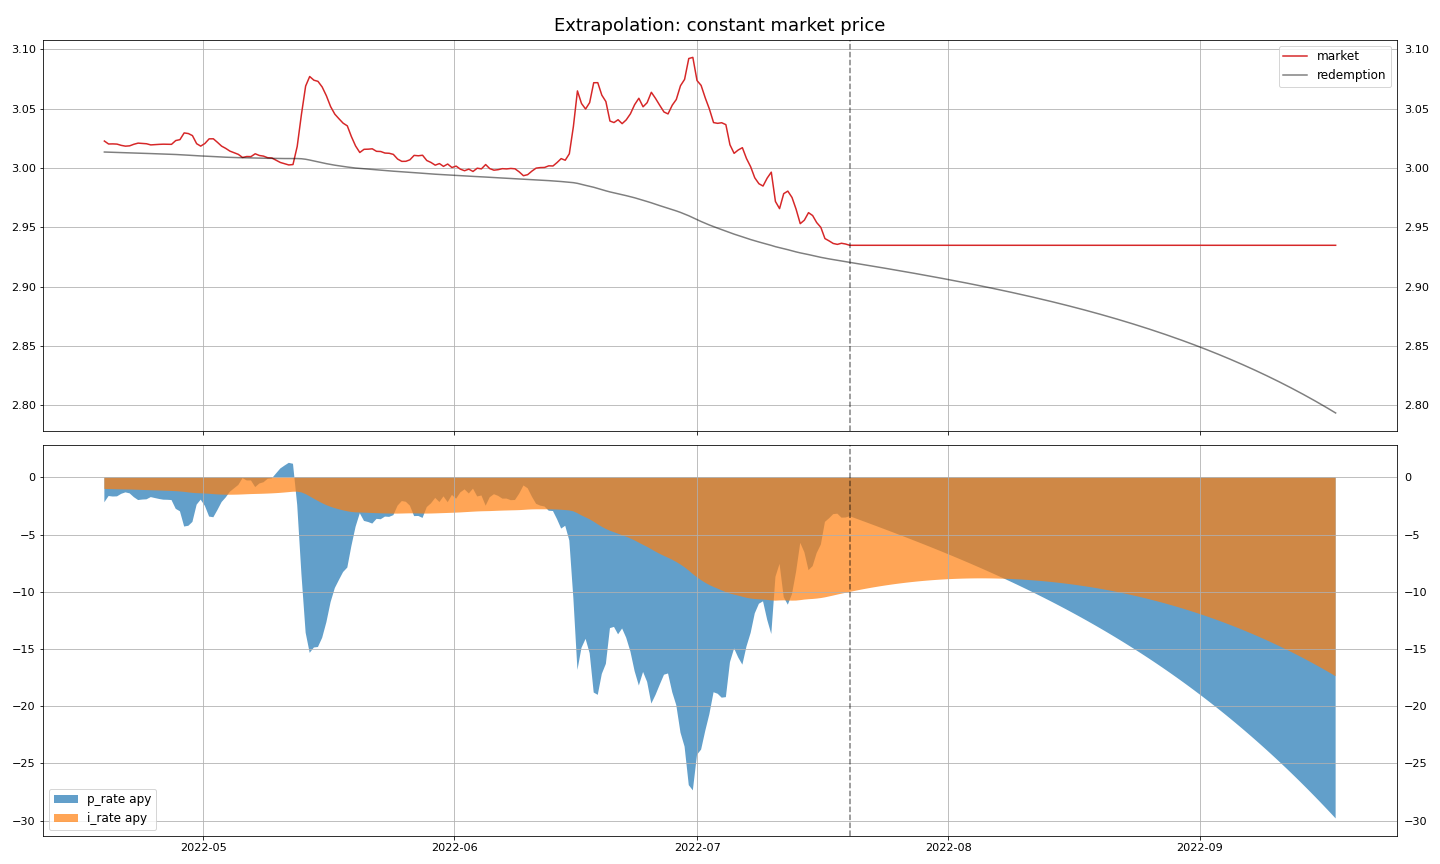 Extrapolation: constant market price
3.10 3.10
market
redemption
3.05 3.05
3.00 3.00
2.95 2.95
2.90 2.90
2.85 2.85
2.80 2.80
0 0
−5 −5
−10 −10
−15 −15
−20 −20
−25 −25
p_rate apy
i_rate apy
−30 −30
2022-05 2022-06 2022-07 2022-08 2022-09